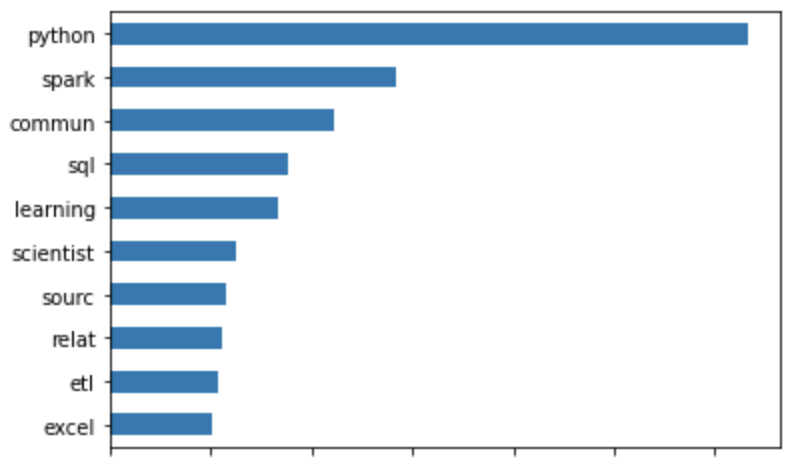 python
spark
commun
sql
learning
scientist
sourc
relat
etl
excel